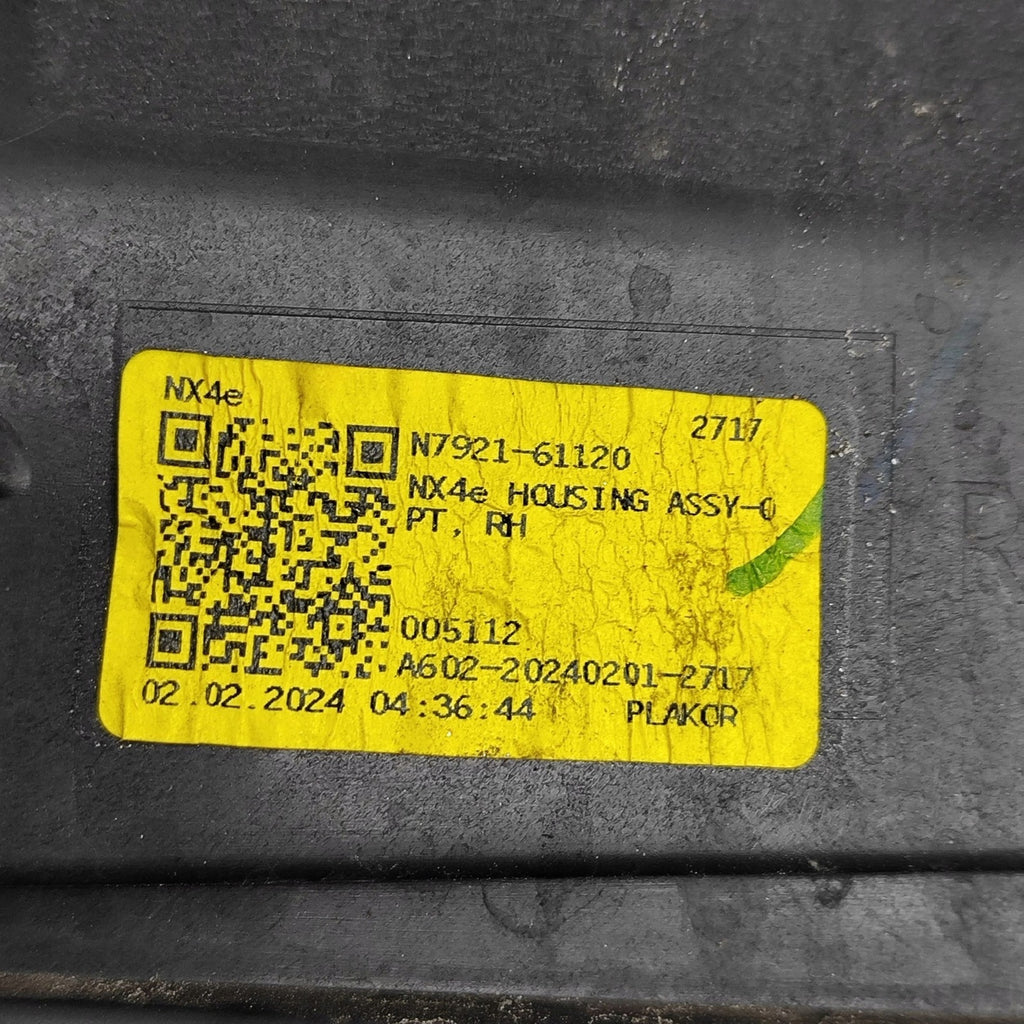 NX4e
2717
N7921-61120
NX4e HOUSING ASSY-O
PT, RH
005112
A602-20240201-2717
02.02.2024 04:36:44 PLAKOR